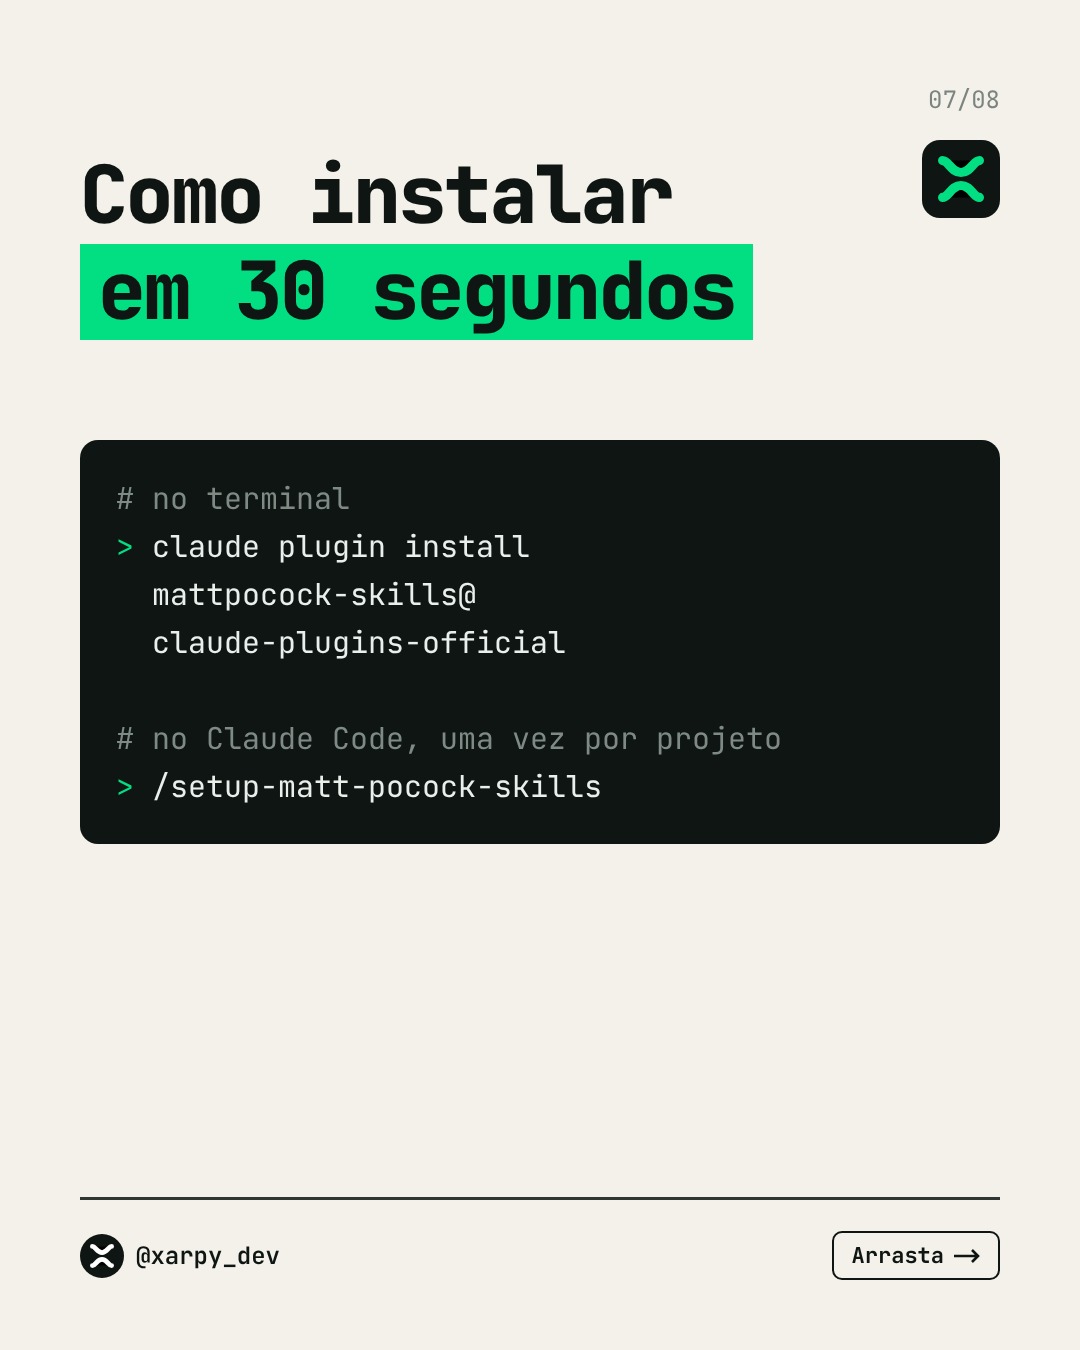 07/08
Como instalar
em 30 segundos
# no terminal
> claude plugin install
mattpocock-skills@
claude-plugins-official
# no Claude Code, uma vez por projeto
> /setup-matt-pocock-skills
@xarpy_dev
Arrasta →